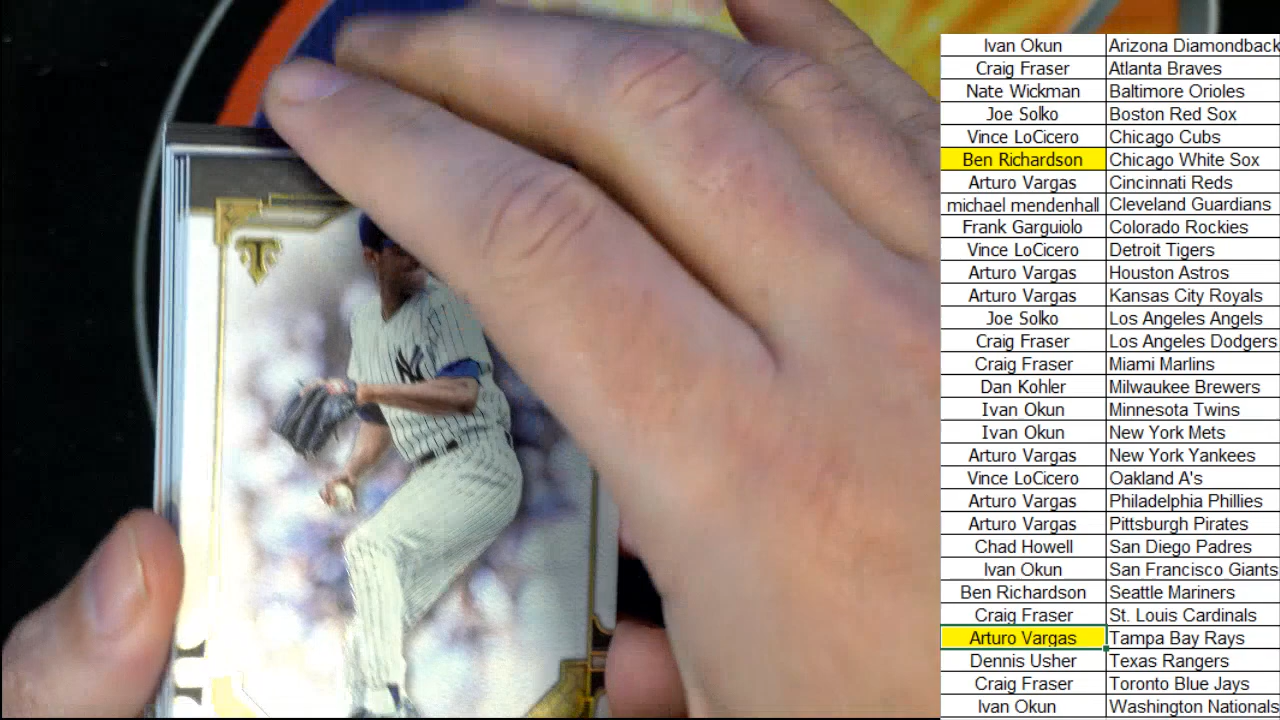 Ivan Okun Arizona Diamondback
Craig Fraser Atlanta Braves
Nate Wickman Baltimore Orioles
Joe Solko Boston Red Sox
Vince LoCicero Chicago Cubs
Ben Richardson Chicago White Sox
Arturo Vargas Cincinnati Reds
michael mendenhall Cleveland Guardians
Frank Garguiolo Colorado Rockies
Vince LoCicero Detroit Tigers
Arturo Vargas Houston Astros
Arturo Vargas Kansas City Royals
Joe Solko Los Angeles Angels
Craig Fraser Los Angeles Dodgers
Craig Fraser Miami Marlins
Dan Kohler Milwaukee Brewers
Ivan Okun Minnesota Twins
Ivan Okun New York Mets
Arturo Vargas New York Yankees
Vince LoCicero Oakland A's
Arturo Vargas Philadelphia Phillies
Arturo Vargas Pittsburgh Pirates
Chad Howell San Diego Padres
Ivan Okun San Francisco Giants
Ben Richardson Seattle Mariners
Craig Fraser St. Louis Cardinals
Arturo Vargas Tampa Bay Rays
Dennis Usher Texas Rangers
Craig Fraser Toronto Blue Jays
Ivan Okun Washington Nationals
T
NY